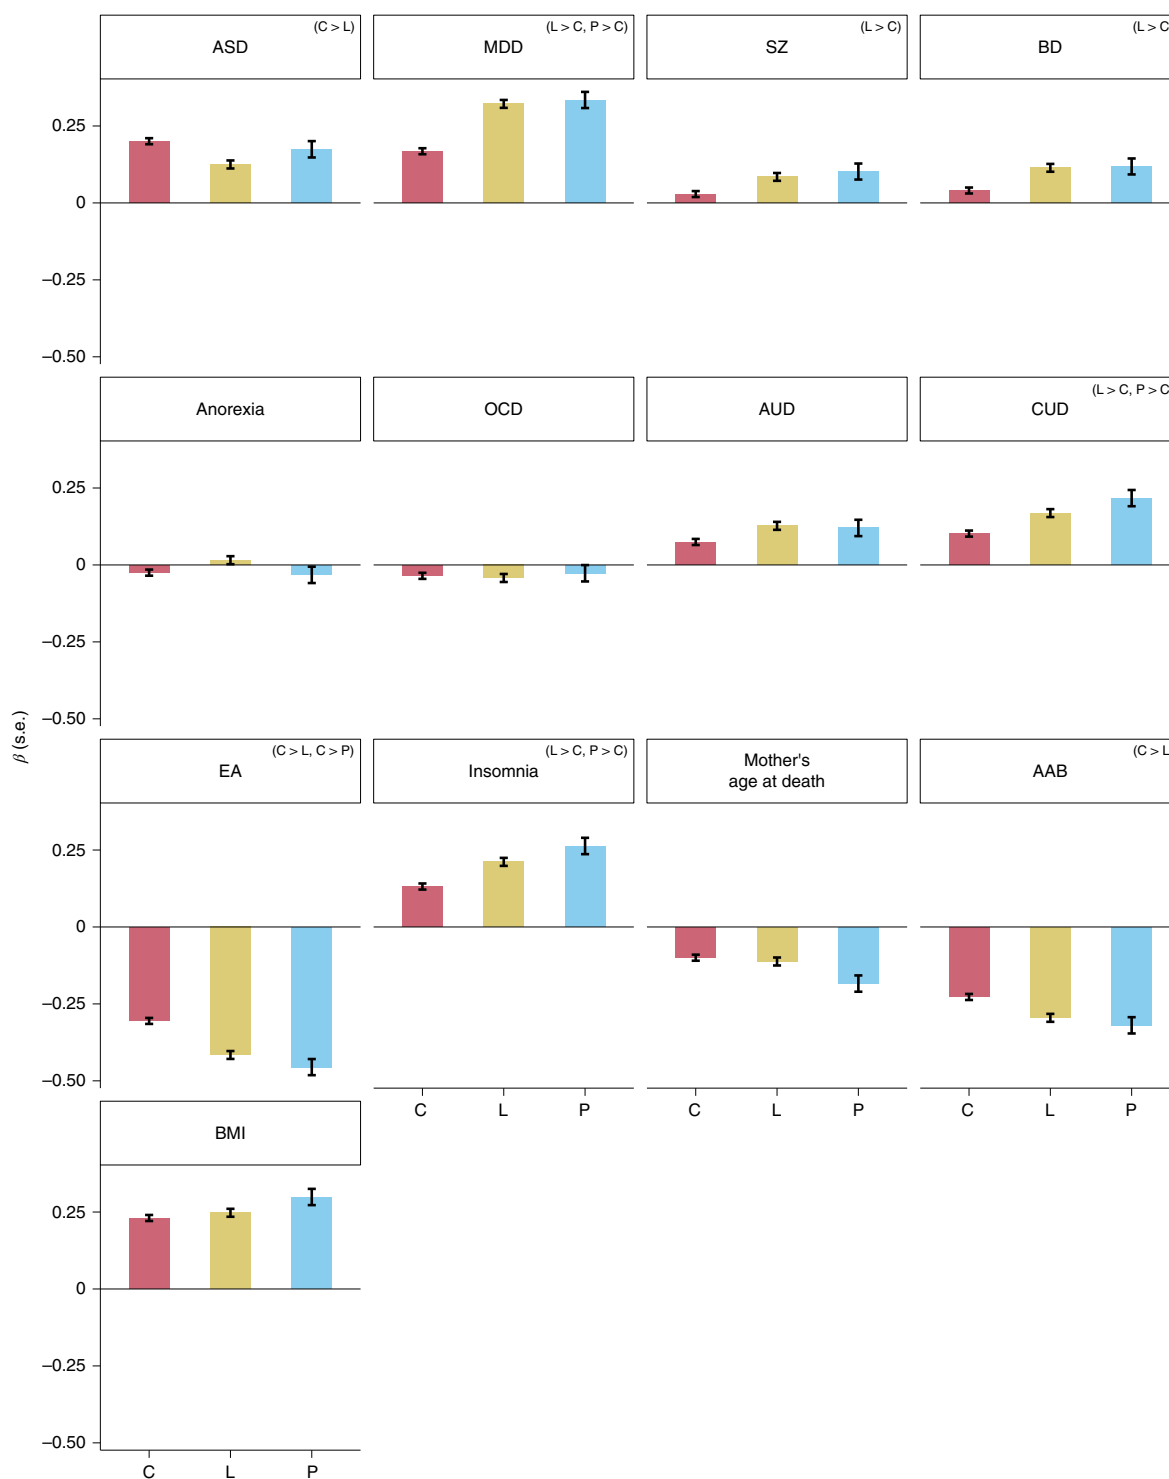 (C > L)
ASD
(L > C, P > C)
MDD
(L > C)
SZ
(L > C
BD
0.25
0
–0.25
–0.50
Anorexia
OCD
AUD
(L > C, P > C
CUD
0.25
0
–0.25
–0.50
β (s.e.)
(C > L, C > P)
EA
(L > C, P > C)
Insomnia
Mother's
age at death
(C > L
AAB
0.25
0
–0.25
–0.50
C L P C L P C L P
BMI
0.25
0
–0.25
–0.50
C L P